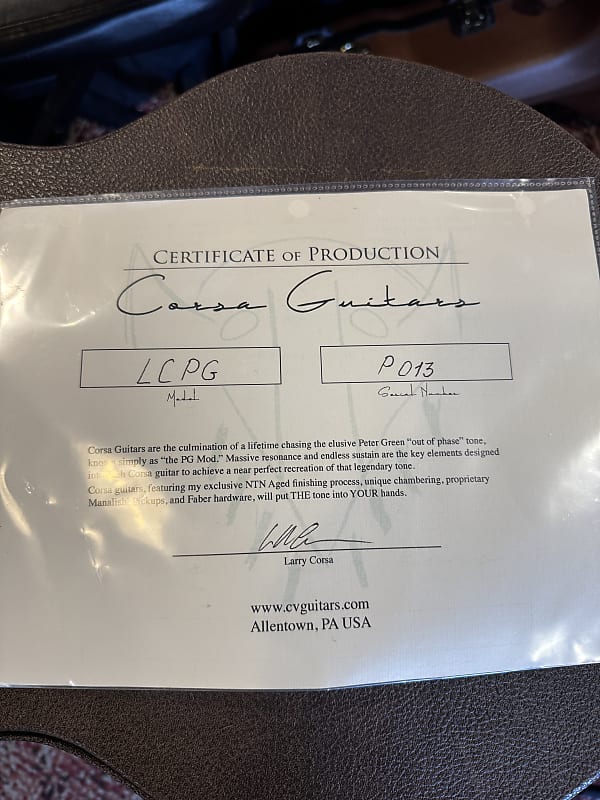 CERTIFICATE OF PRODUCTION
Corsa Guitars
LCPG
P013
Model
Serial Number
Corsa Guitars are the culmination of a lifetime chasing the elusive Peter Green “out of phase” tone,
simply as “the PG Mod.” Massive resonance and endless sustain are the key elements designed
Corsa guitar to achieve a near perfect recreation of that legendary tone.
Corsa guitars, featuring my exclusive NTN Aged finishing process, unique chambering, proprietary
Manalishi Pickups, and Faber hardware, will put THE tone into YOUR hands.
Larry Corsa
www.cvguitars.com
Allentown, PA USA